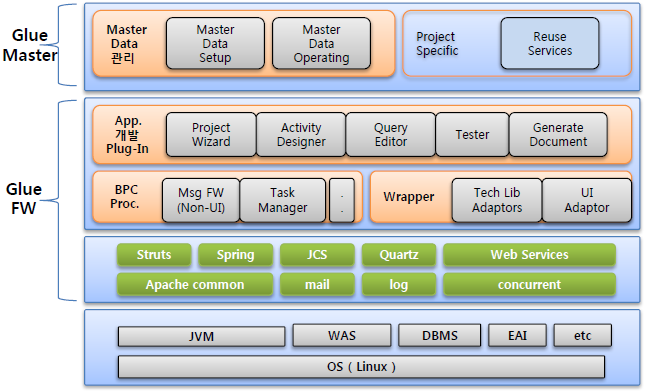 Glue
Master
Master
Data
관리
Master
Data
Setup
Master
Data
Operating
Project
Specific
Reuse
Services
Glue
FW
App.
개발
Plug-In
Project
Wizard
Activity
Designer
Query
Editor
Tester
Generate
Document
BPC
Proc.
Msg FW
(Non-UI)
Task
Manager
.
.
Wrapper
Tech Lib
Adaptors
UI
Adaptor
Struts
Spring
JCS
Quartz
Web Services
Apache common
mail
log
concurrent
JVM
WAS
DBMS
EAI
etc
OS ( Linux )